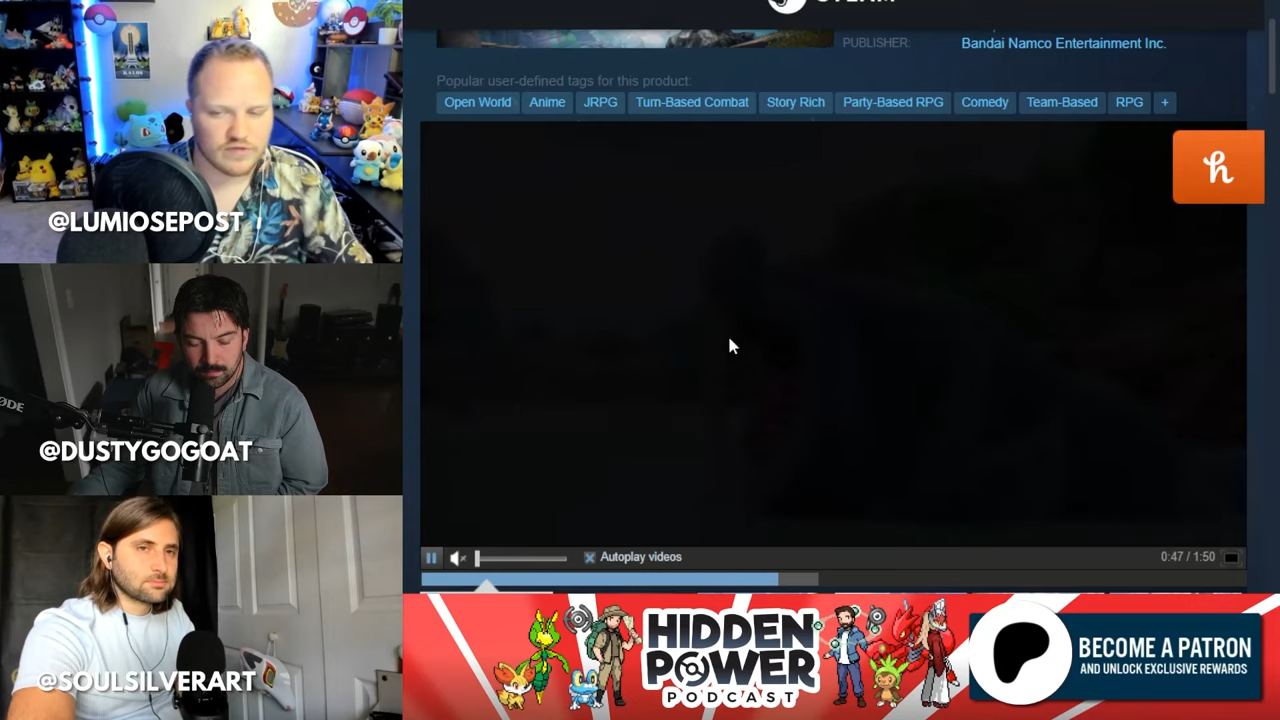 PUBLISHER:
Bandai Namco Entertainment Inc.
Popular user-defined tags for this product:
Open World
Anime
JRPG
Turn-Based Combat
Story Rich
Party-Based RPG
Comedy
Team-Based
RPG
+
h
@LUMIOSEPOST
KALOS
@DUSTYGOGOAT
RØDE
@SOULSILVERART
Autoplay videos
0:47 / 1:50
HIDDEN
POWER
PODCAST
BECOME A PATRON
AND UNLOCK EXCLUSIVE REWARDS